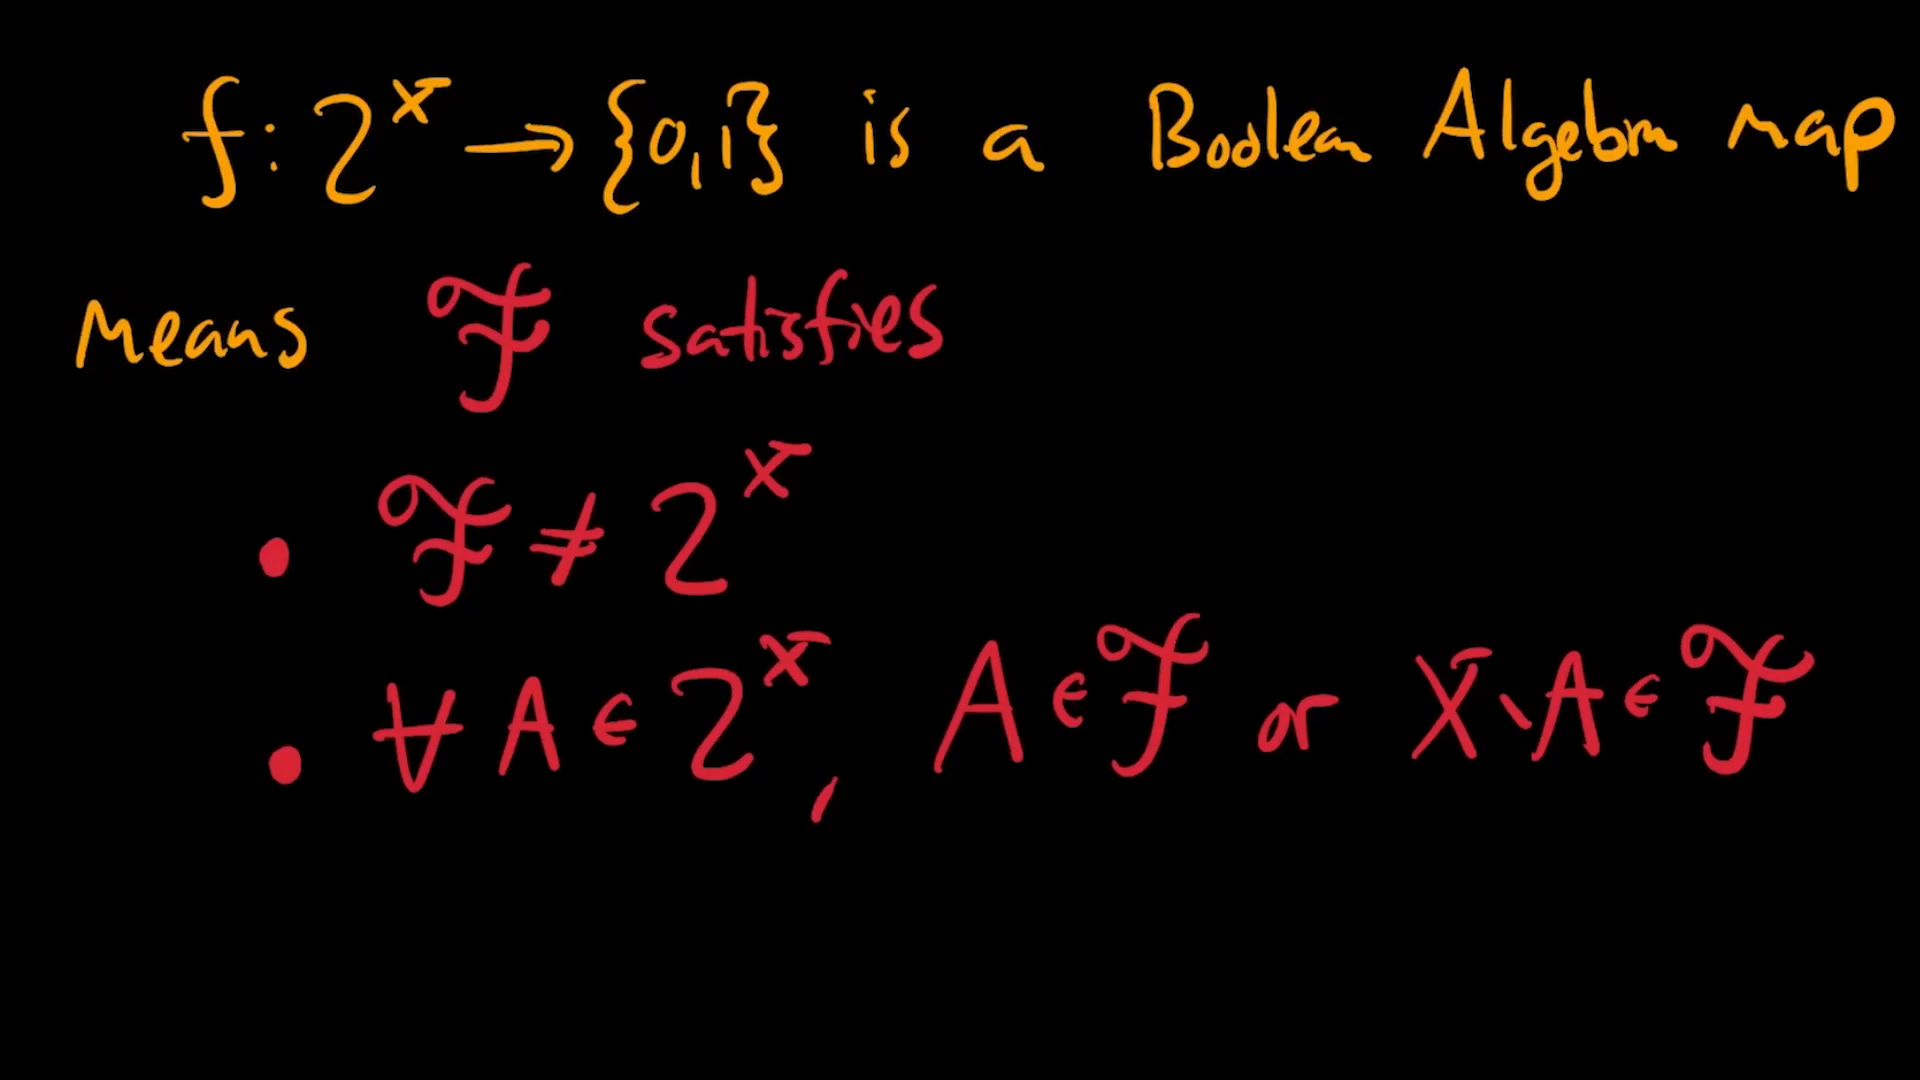 f: 2^X → {0,1} is a Boolean Algebra map
means ℱ satisfies
• ℱ ≠ 2^X
• ∀ A ∈ 2^X, A ∈ ℱ or X \ A ∈ ℱ